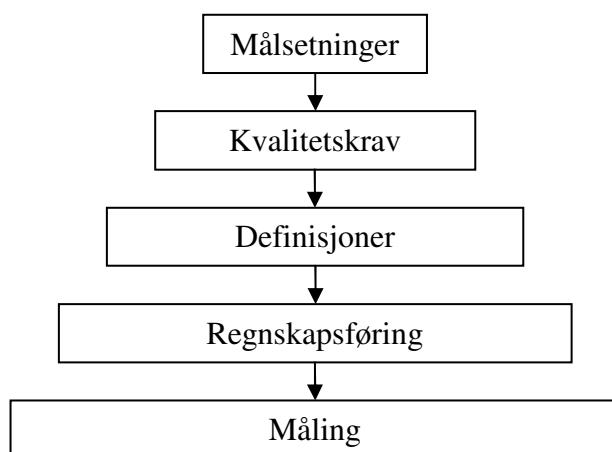 Målsetninger
Kvalitetskrav
Definisjoner
Regnskapsføring
Måling